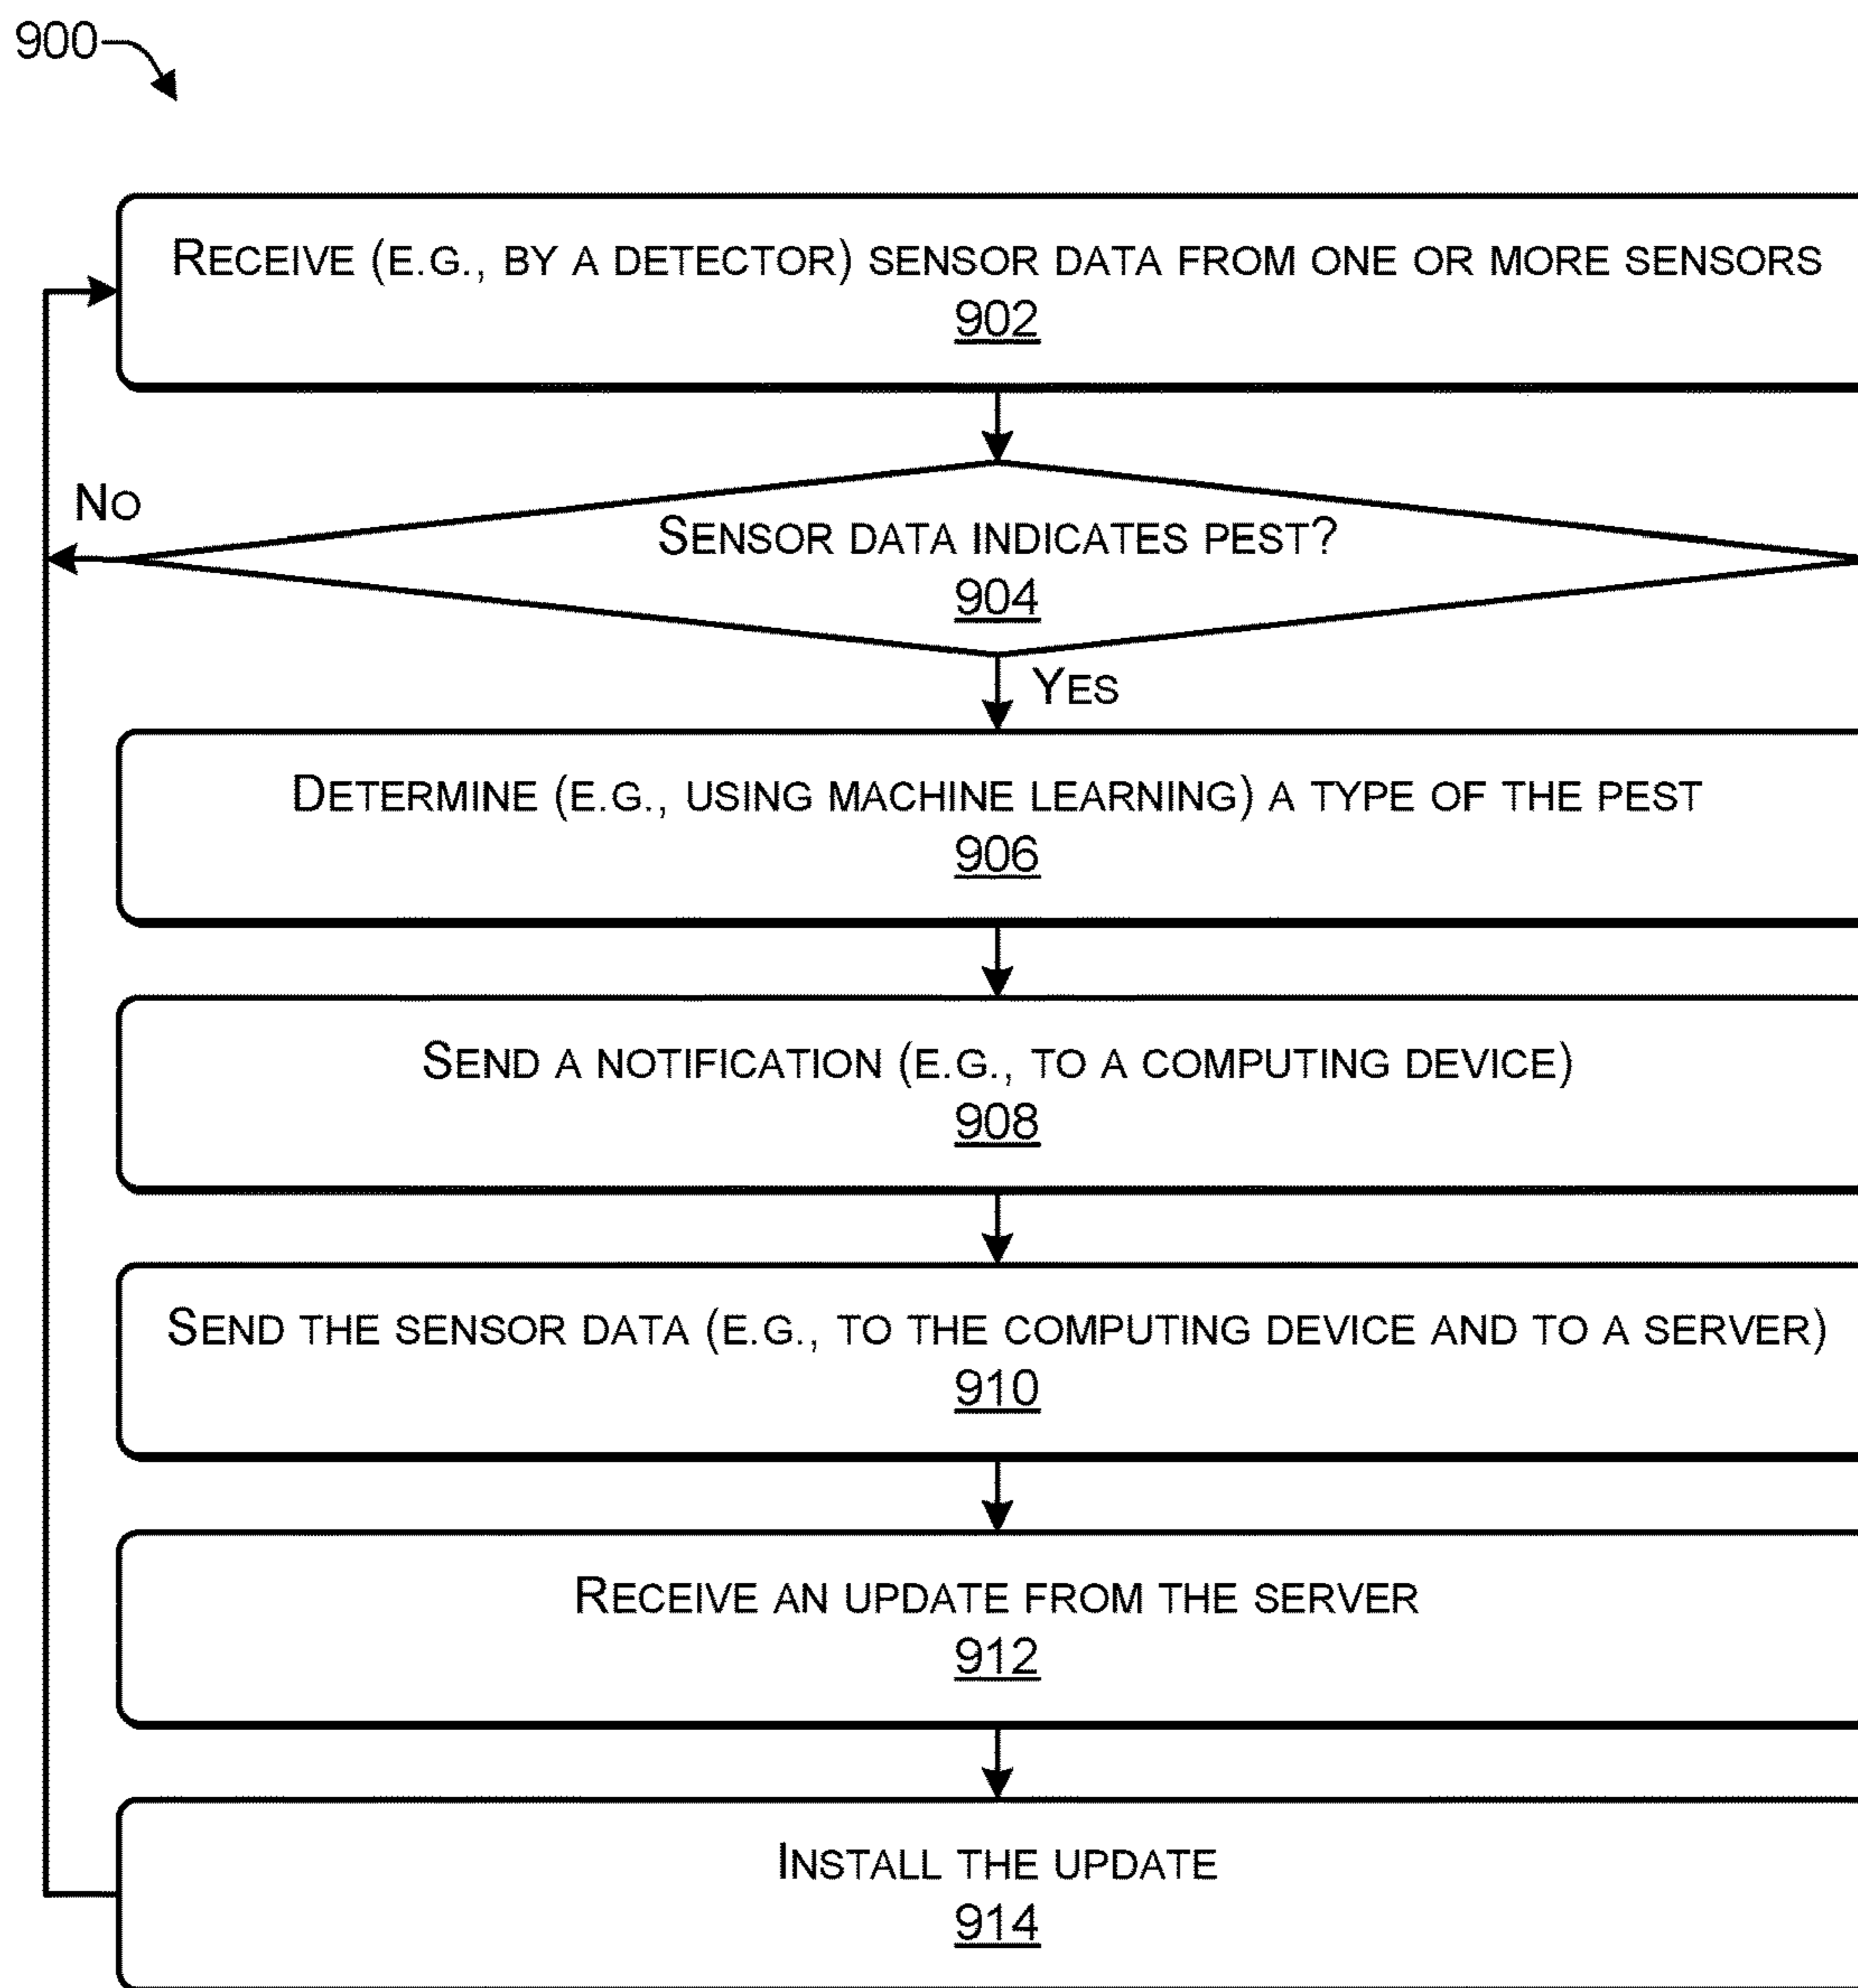 900
RECEIVE (E.G., BY A DETECTOR) SENSOR DATA FROM ONE OR MORE SENSORS
902
NO
SENSOR DATA INDICATES PEST?
904
YES
DETERMINE (E.G., USING MACHINE LEARNING) A TYPE OF THE PEST
906
SEND A NOTIFICATION (E.G., TO A COMPUTING DEVICE)
908
SEND THE SENSOR DATA (E.G., TO THE COMPUTING DEVICE AND TO A SERVER)
910
RECEIVE AN UPDATE FROM THE SERVER
912
INSTALL THE UPDATE
914